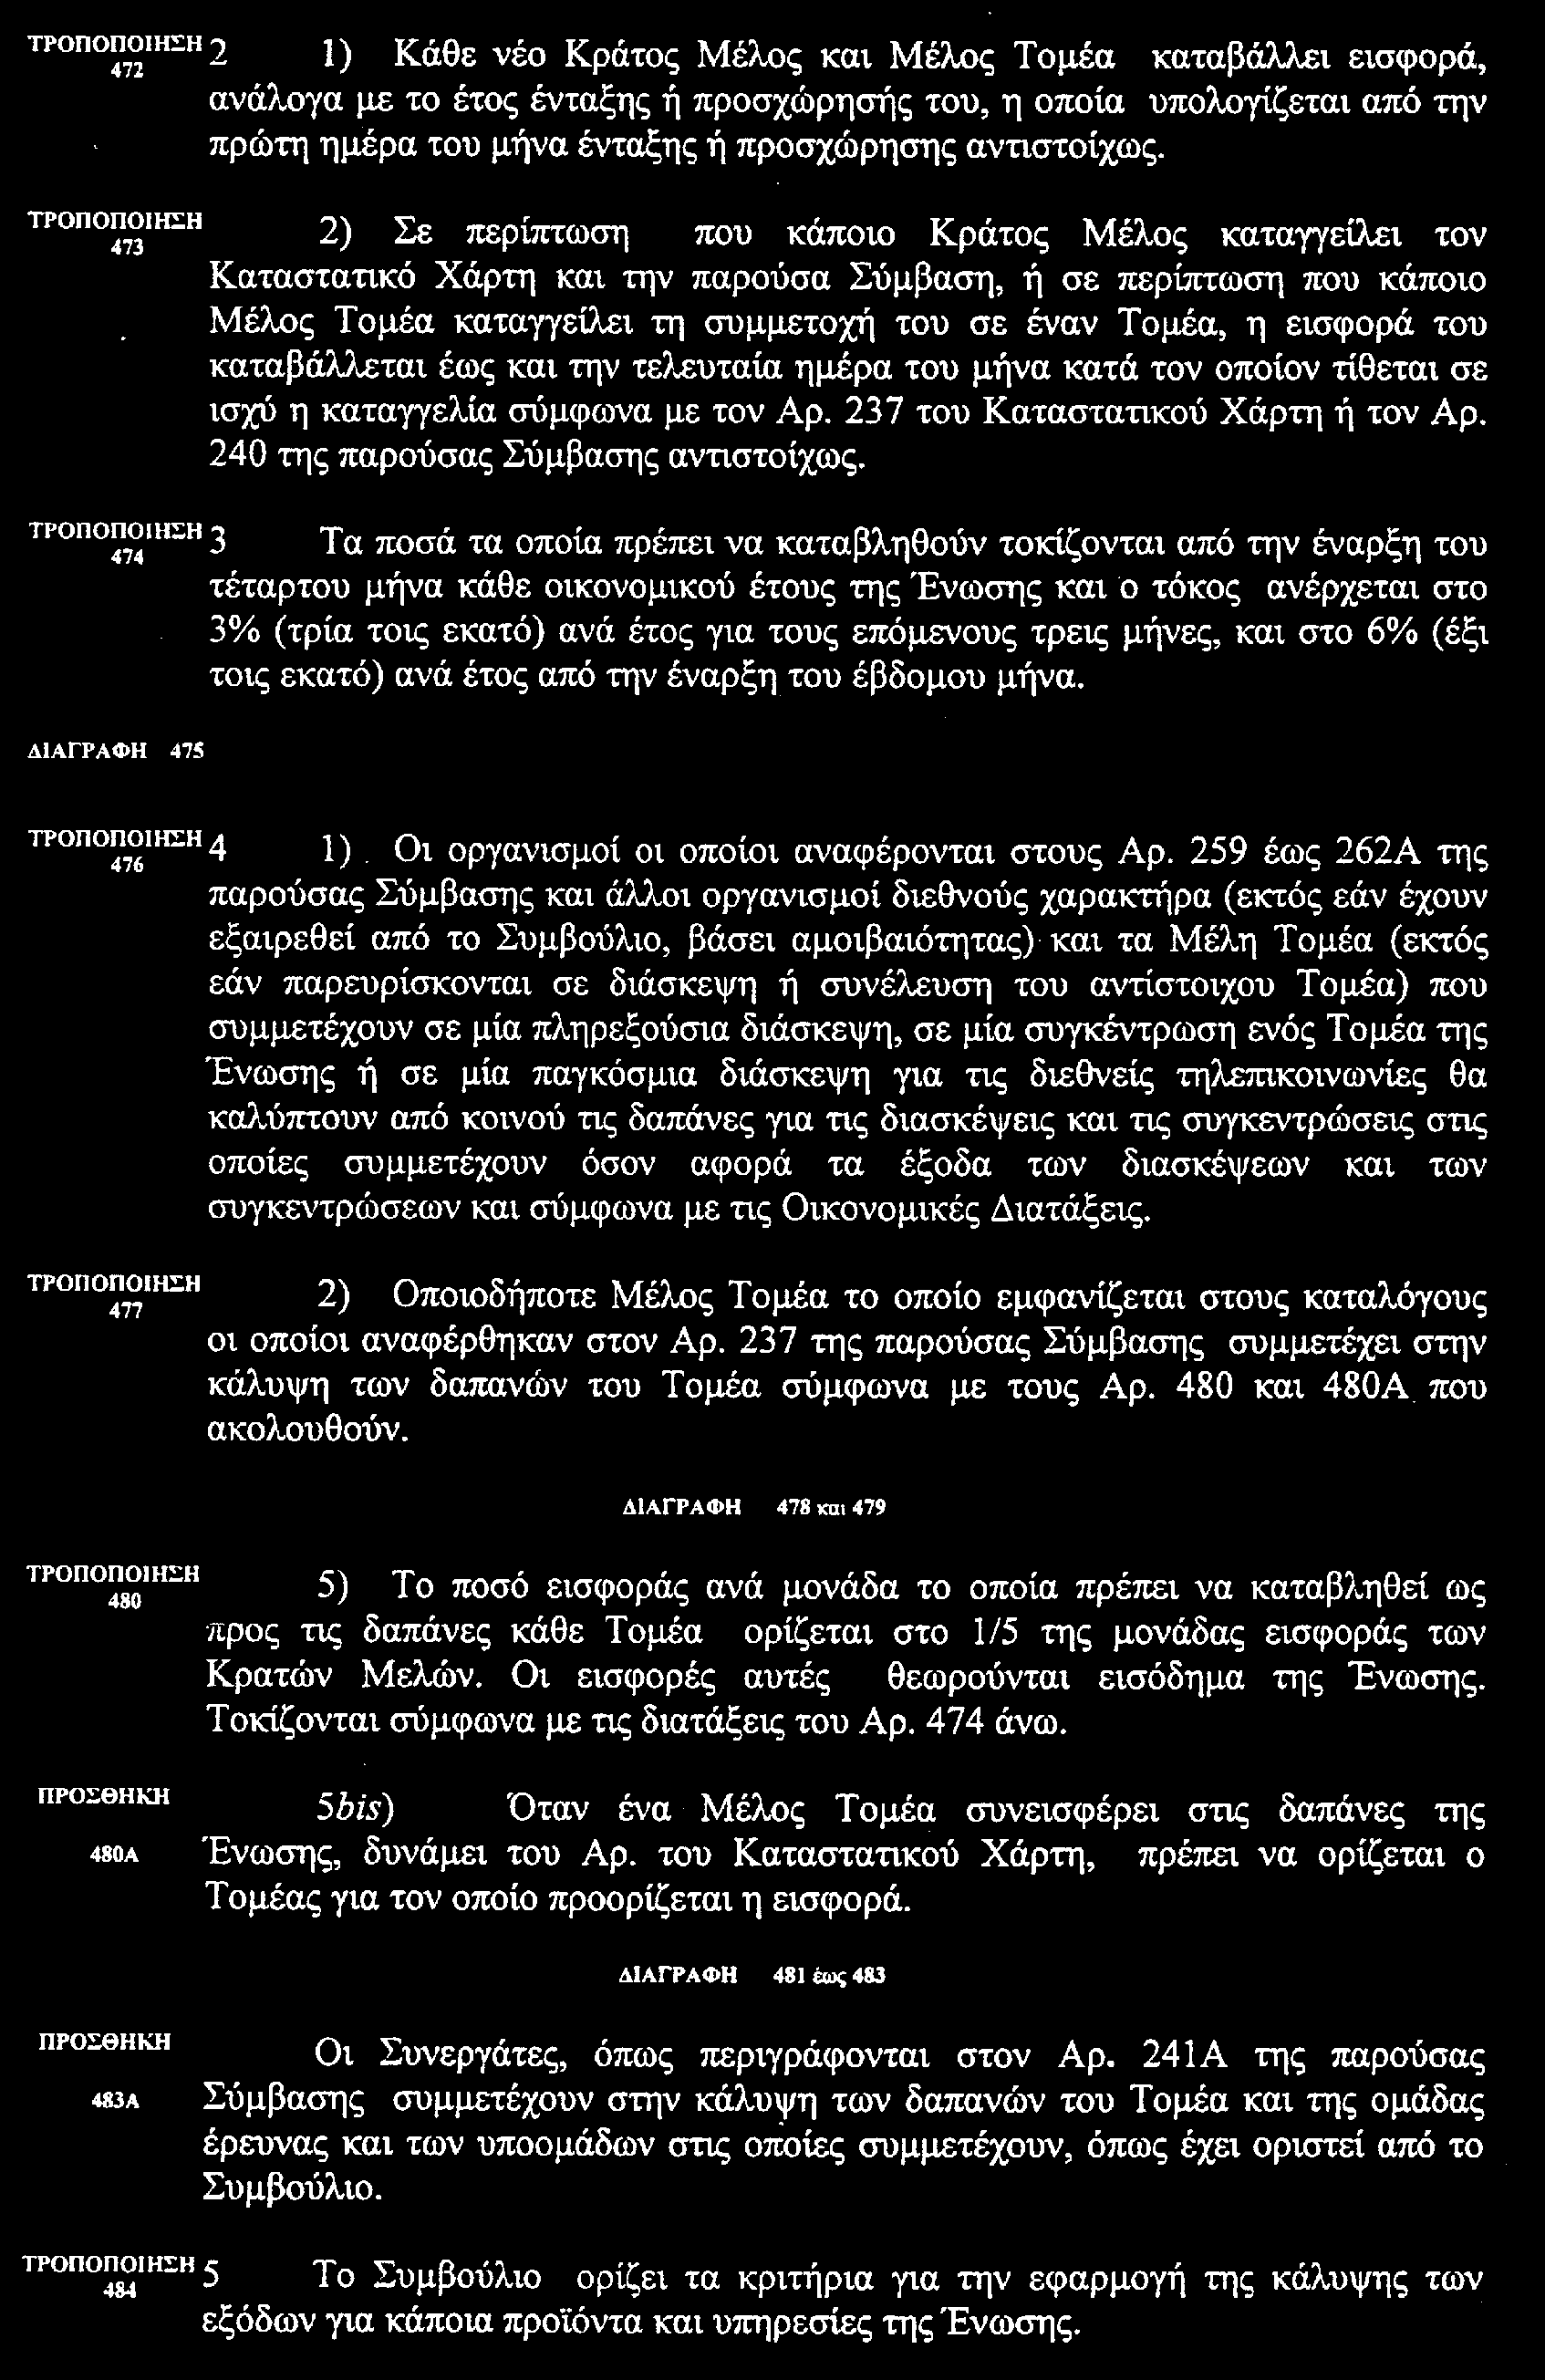 ΤΡΟΠΟΠΟΙΗΣΗ 2 1) Κάθε νέο Κράτος Μέλος και Μέλος Τομέα καταβάλλει εισφορά,
472
ανάλογα με το έτος ένταξης ή προσχώρησής του, η οποία υπολογίζεται από την
πρώτη ημέρα του μήνα ένταξης ή προσχώρησης αντιστοίχως.
ΤΡΟΠΟΠΟΙΗΣΗ 2) Σε περίπτωση που κάποιο Κράτος Μέλος καταγγείλει τον
473
Καταστατικό Χάρτη και την παρούσα Σύμβαση, ή σε περίπτωση που κάποιο
Μέλος Τομέα καταγγείλει τη συμμετοχή του σε έναν Τομέα, η εισφορά του
καταβάλλεται έως και την τελευταία ημέρα του μήνα κατά τον οποίον τίθεται σε
ισχύ η καταγγελία σύμφωνα με τον Αρ. 237 του Καταστατικού Χάρτη ή τον Αρ.
240 της παρούσας Σύμβασης αντιστοίχως.
ΤΡΟΠΟΠΟΙΗΣΗ 3 Τα ποσά τα οποία πρέπει να καταβληθούν τοκίζονται από την έναρξη του
474
τέταρτου μήνα κάθε οικονομικού έτους της Ένωσης και ο τόκος ανέρχεται στο
3% (τρία τοις εκατό) ανά έτος για τους επόμενους τρεις μήνες, και στο 6% (έξι
τοις εκατό) ανά έτος από την έναρξη του έβδομου μήνα.
ΔΙΑΓΡΑΦΗ 475
ΤΡΟΠΟΠΟΙΗΣΗ 4 1) . Οι οργανισμοί οι οποίοι αναφέρονται στους Αρ. 259 έως 262Α της
476
παρούσας Σύμβασης και άλλοι οργανισμοί διεθνούς χαρακτήρα (εκτός εάν έχουν
εξαιρεθεί από το Συμβούλιο, βάσει αμοιβαιότητας) και τα Μέλη Τομέα (εκτός
εάν παρευρίσκονται σε διάσκεψη ή συνέλευση του αντίστοιχου Τομέα) που
συμμετέχουν σε μία πληρεξούσια διάσκεψη, σε μία συγκέντρωση ενός Τομέα της
Ένωσης ή σε μία παγκόσμια διάσκεψη για τις διεθνείς τηλεπικοινωνίες θα
καλύπτουν από κοινού τις δαπάνες για τις διασκέψεις και τις συγκεντρώσεις στις
οποίες συμμετέχουν όσον αφορά τα έξοδα των διασκέψεων και των
συγκεντρώσεων και σύμφωνα με τις Οικονομικές Διατάξεις.
ΤΡΟΠΟΠΟΙΗΣΗ 2) Οποιοδήποτε Μέλος Τομέα το οποίο εμφανίζεται στους καταλόγους
477
οι οποίοι αναφέρθηκαν στον Αρ. 237 της παρούσας Σύμβασης συμμετέχει στην
κάλυψη των δαπανών του Τομέα σύμφωνα με τους Αρ. 480 και 480Α που
ακολουθούν.
ΔΙΑΓΡΑΦΗ 478 και 479
ΤΡΟΠΟΠΟΙΗΣΗ 5) Το ποσό εισφοράς ανά μονάδα το οποία πρέπει να καταβληθεί ως
480
προς τις δαπάνες κάθε Τομέα ορίζεται στο 1/5 της μονάδας εισφοράς των
Κρατών Μελών. Οι εισφορές αυτές θεωρούνται εισόδημα της Ένωσης.
Τοκίζονται σύμφωνα με τις διατάξεις του Αρ. 474 άνω.
ΠΡΟΣΘΗΚΗ 5bis) Όταν ένα Μέλος Τομέα συνεισφέρει στις δαπάνες της
480Α Ένωσης, δυνάμει του Αρ. του Καταστατικού Χάρτη, πρέπει να ορίζεται ο
Τομέας για τον οποίο προορίζεται η εισφορά.
ΔΙΑΓΡΑΦΗ 481 έως 483
ΠΡΟΣΘΗΚΗ Οι Συνεργάτες, όπως περιγράφονται στον Αρ. 241Α της παρούσας
483Α Σύμβασης συμμετέχουν στην κάλυψη των δαπανών του Τομέα και της ομάδας
έρευνας και των υποομάδων στις οποίες συμμετέχουν, όπως έχει οριστεί από το
Συμβούλιο.
ΤΡΟΠΟΠΟΙΗΣΗ 5 Το Συμβούλιο ορίζει τα κριτήρια για την εφαρμογή της κάλυψης των
484
εξόδων για κάποια προϊόντα και υπηρεσίες της Ένωσης.